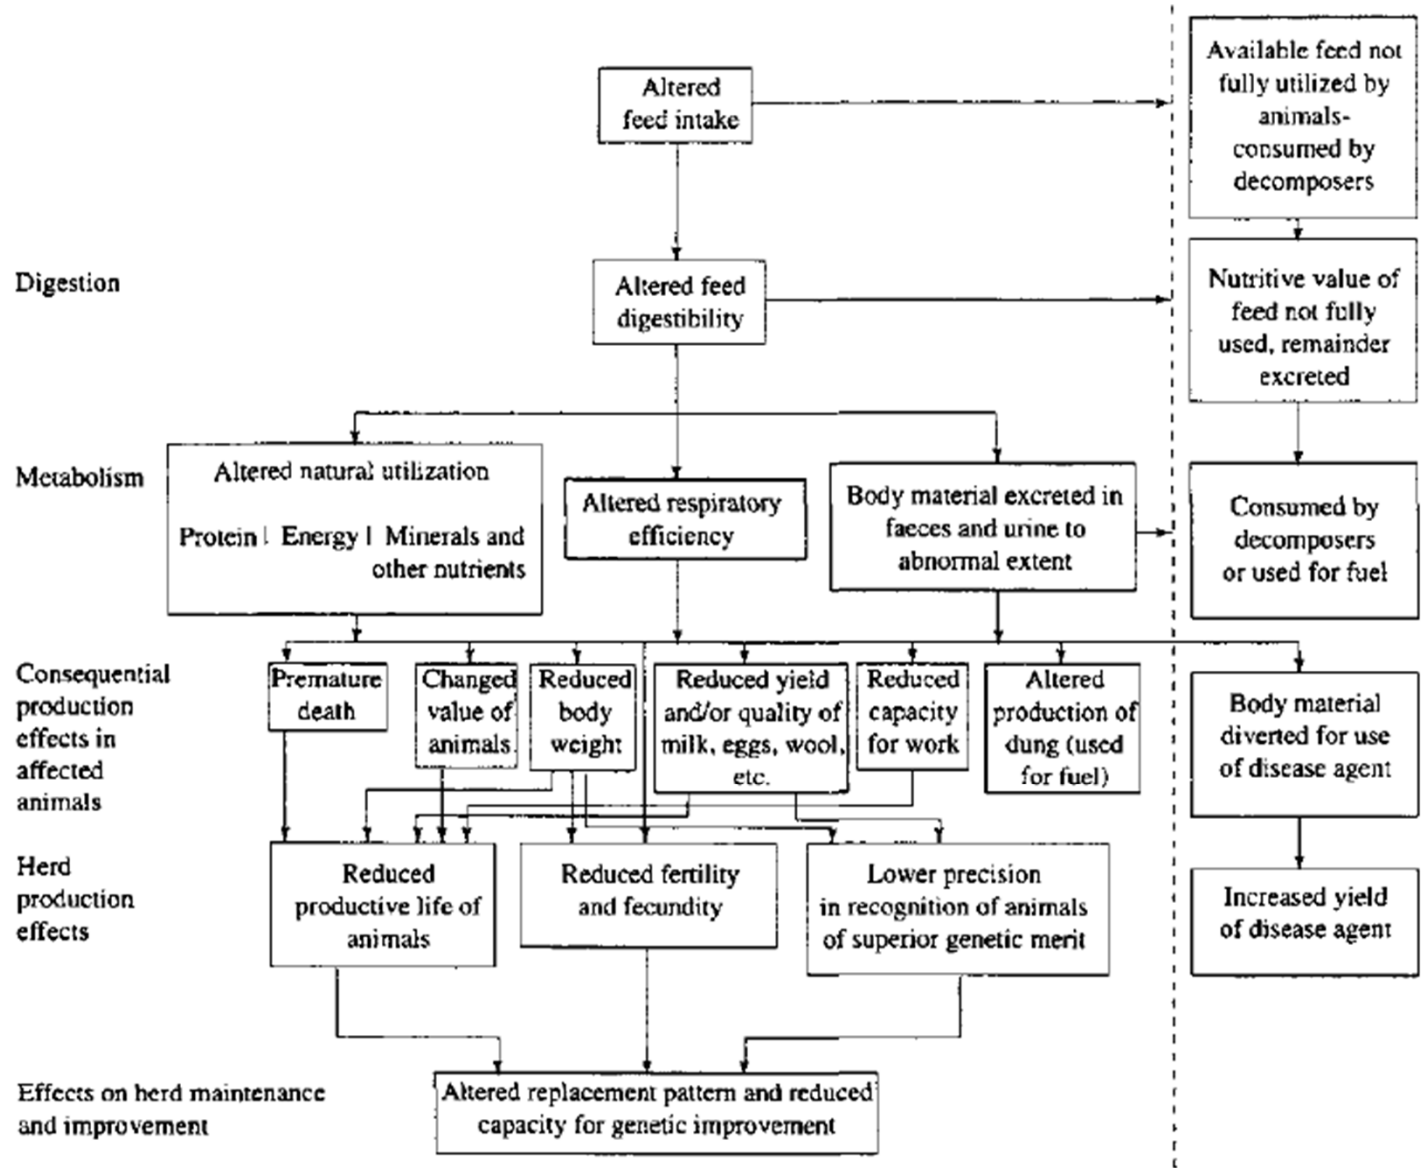 Altered
feed intake
Available feed not
fully utilized by
animals-
consumed by
decomposers
Digestion
Altered feed
digestibility
Nutritive value of
feed not fully
used, remainder
excreted
Metabolism
Altered natural utilization
Protein | Energy | Minerals and
other nutrients
Altered respiratory
efficiency
Body material excreted in
faeces and urine to
abnormal extent
Consumed by
decomposers
or used for fuel
Consequential
production
effects in
affected
animals
Premature
death
Changed
value of
animals
Reduced
body
weight
Reduced yield
and/or quality of
milk, eggs, wool,
etc.
Reduced
capacity
for work
Altered
production of
dung (used
for fuel)
Body material
diverted for use
of disease agent
Herd
production
effects
Reduced
productive life of
animals
Reduced fertility
and fecundity
Lower precision
in recognition of animals
of superior genetic merit
Increased yield
of disease agent
Effects on herd maintenance
and improvement
Altered replacement pattern and reduced
capacity for genetic improvement